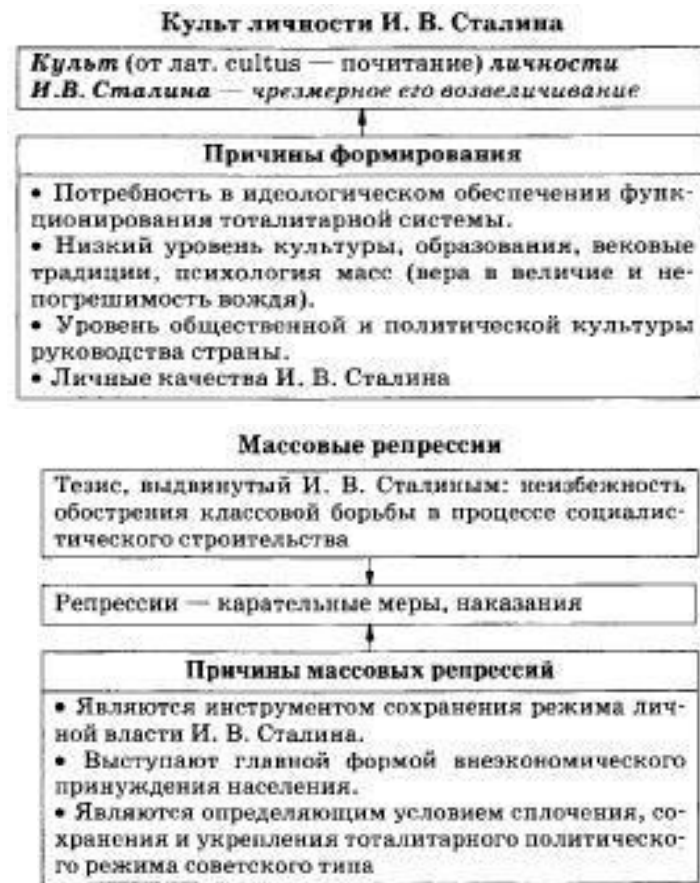 Культ личности И. В. Сталина
Культ (от лат. cultus — почитание) личности
И.В. Сталина — чрезмерное его возвеличивание
Причины формирования
• Потребность в идеологическом обеспечении функ-
ционирования тоталитарной системы.
• Низкий уровень культуры, образования, вековые
традиции, психология масс (вера в величие и не-
погрешимость вождя).
• Уровень общественной и политической культуры
руководства страны.
• Личные качества И. В. Сталина
Массовые репрессии
Тезис, выдвинутый И. В. Сталиным: неизбежность
обострения классовой борьбы в процессе социалис-
тического строительства
Репрессии — карательные меры, наказания
Причины массовых репрессий
• Являются инструментом сохранения режима лич-
ной власти И. В. Сталина.
• Выступают главной формой внеэкономического
принуждения населения.
• Являются определяющим условием сплочения, со-
хранения и укрепления тоталитарного политическо-
го режима советского типа